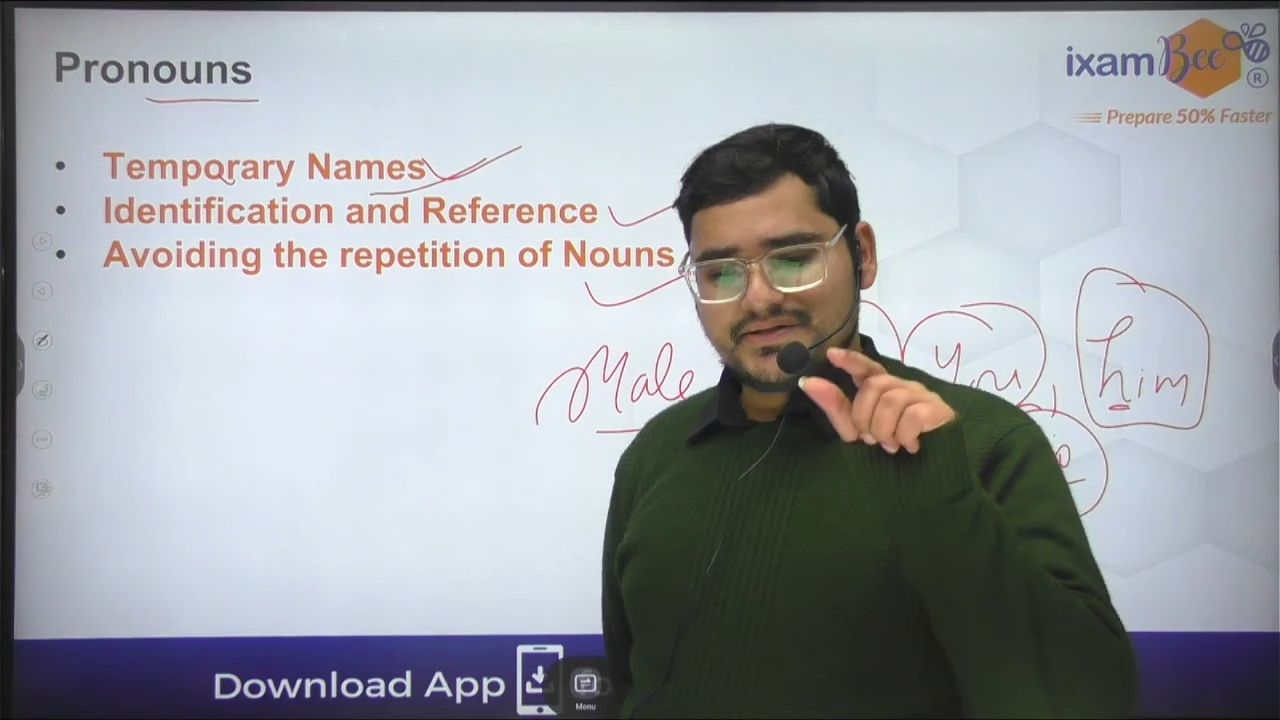 Pronouns
ixamBee
®
Prepare 50% Faster
• Temporary Names
• Identification and Reference
• Avoiding the repetition of Nouns
Male
you, him
Download App
Menu